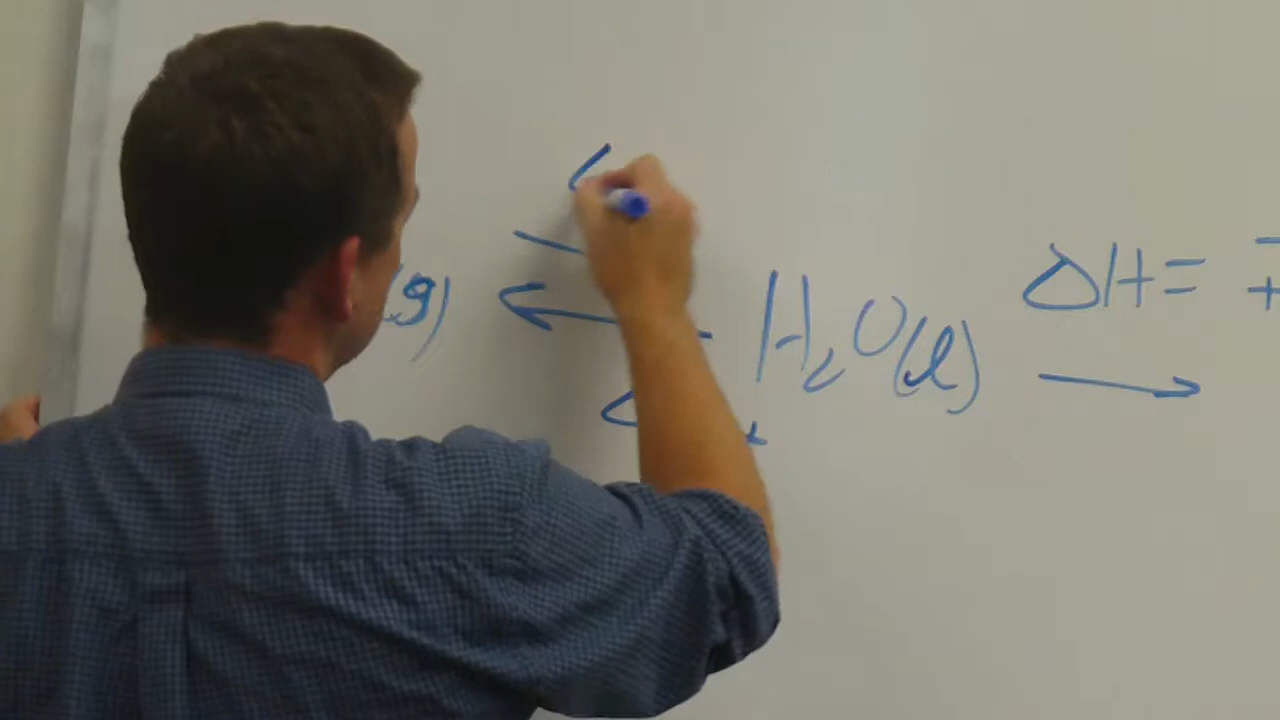 (g) ⇌ H₂O(l) ΔH = +